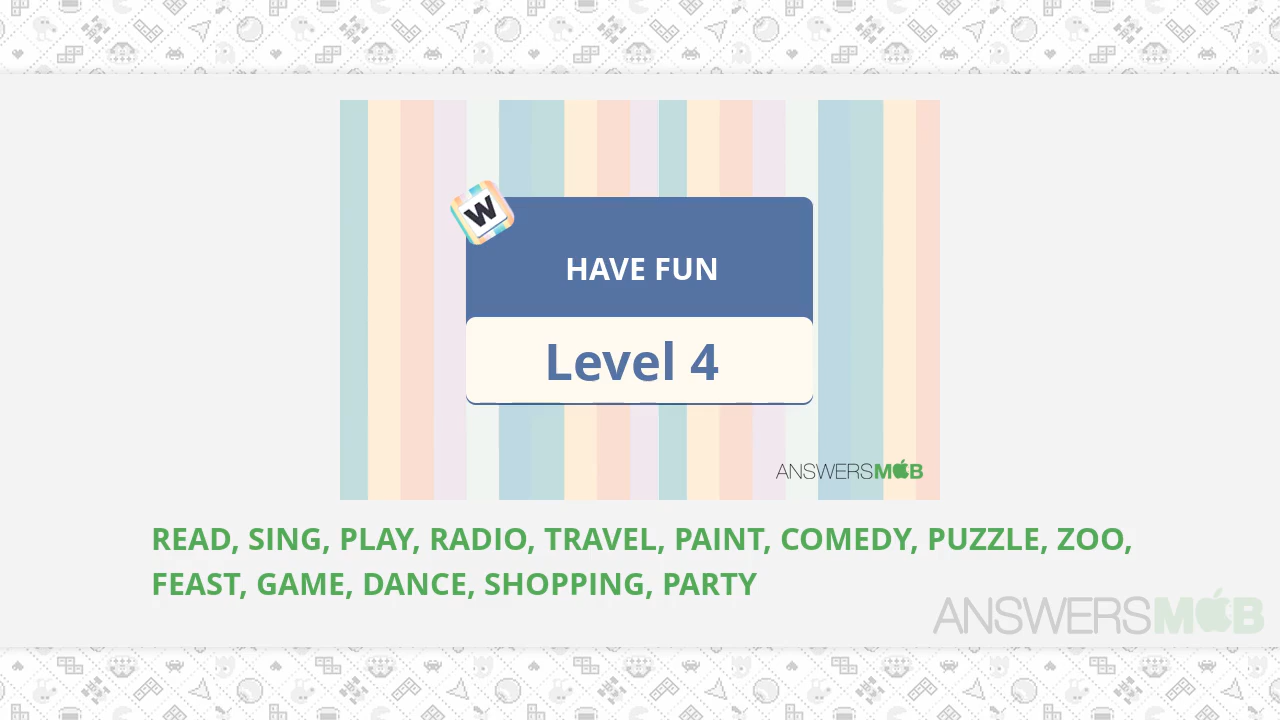 W
HAVE FUN
Level 4
ANSWERSMOB
READ, SING, PLAY, RADIO, TRAVEL, PAINT, COMEDY, PUZZLE, ZOO,
FEAST, GAME, DANCE, SHOPPING, PARTY
ANSWERSMOB